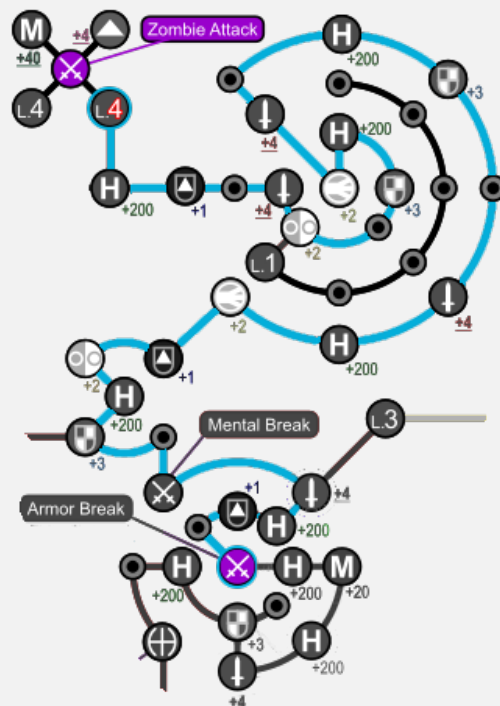 M
+4
Zombie Attack
+40
L.4
L.4
H
+200
H
+3
H
+200
H
+200
+1
+4
+4
+2
+3
+2
L.1
+2
+4
H
+200
+2
+1
H
+200
+3
L.3
Mental Break
+4
+1
Armor Break
H
+200
H
+200
H
+200
M
+20
+3
H
+200
+4